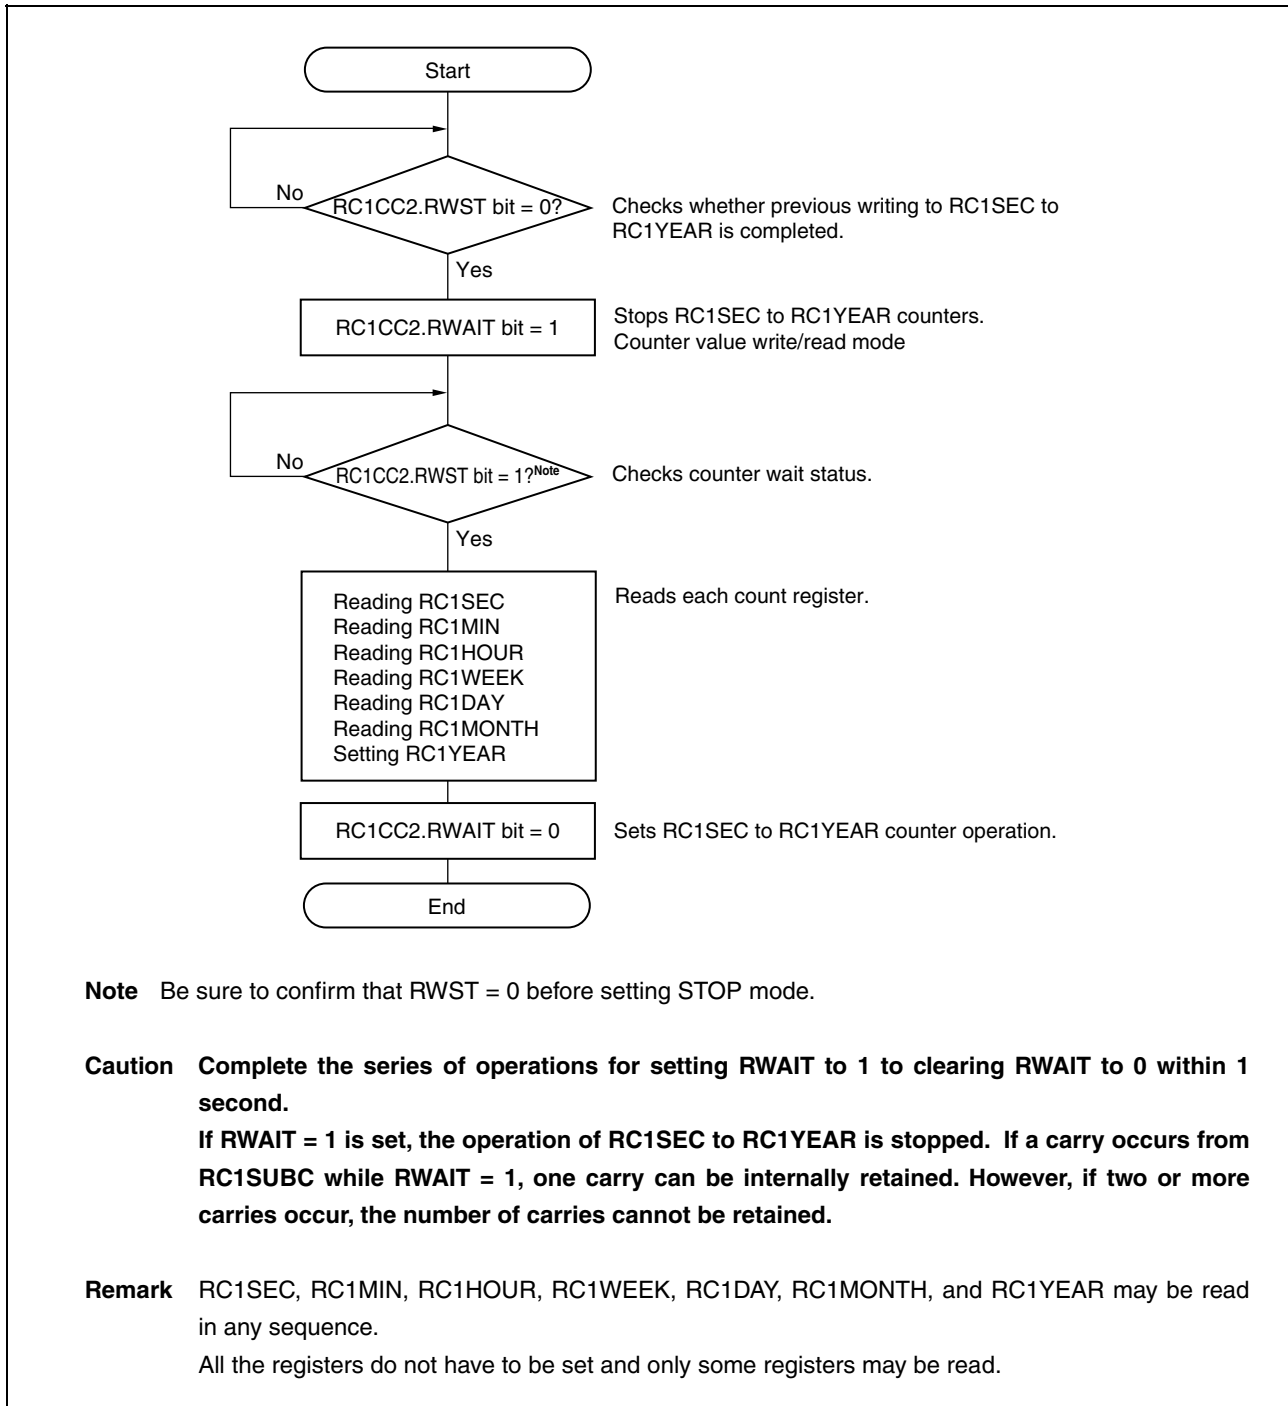 Start
No
RC1CC2.RWST bit = 0?
Checks whether previous writing to RC1SEC to
RC1YEAR is completed.
Yes
RC1CC2.RWAIT bit = 1
Stops RC1SEC to RC1YEAR counters.
Counter value write/read mode
No
RC1CC2.RWST bit = 1?Note
Checks counter wait status.
Yes
Reading RC1SEC
Reading RC1MIN
Reading RC1HOUR
Reading RC1WEEK
Reading RC1DAY
Reading RC1MONTH
Setting RC1YEAR
Reads each count register.
RC1CC2.RWAIT bit = 0
Sets RC1SEC to RC1YEAR counter operation.
End
Note Be sure to confirm that RWST = 0 before setting STOP mode.
Caution Complete the series of operations for setting RWAIT to 1 to clearing RWAIT to 0 within 1
second.
If RWAIT = 1 is set, the operation of RC1SEC to RC1YEAR is stopped. If a carry occurs from
RC1SUBC while RWAIT = 1, one carry can be internally retained. However, if two or more
carries occur, the number of carries cannot be retained.
Remark RC1SEC, RC1MIN, RC1HOUR, RC1WEEK, RC1DAY, RC1MONTH, and RC1YEAR may be read
in any sequence.
All the registers do not have to be set and only some registers may be read.